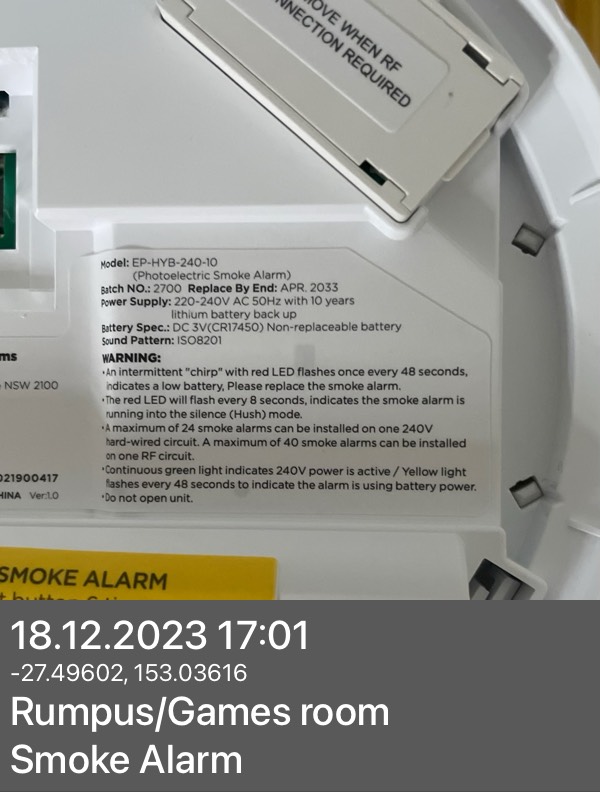 MOVE WHEN RF
NNECTION REQUIRED
Model: EP-HYB-240-10
(Photoelectric Smoke Alarm)
Batch NO.: 2700 Replace By End: APR. 2033
Power Supply: 220-240V AC 50Hz with 10 years
lithium battery back up
Battery Spec.: DC 3V(CR17450) Non-replaceable battery
Sound Pattern: ISO8201
WARNING:
•An intermittent "chirp" with red LED flashes once every 48 seconds,
indicates a low battery, Please replace the smoke alarm.
•The red LED will flash every 8 seconds, indicates the smoke alarm is
running into the silence (Hush) mode.
•A maximum of 24 smoke alarms can be installed on one 240V
hard-wired circuit. A maximum of 40 smoke alarms can be installed
on one RF circuit.
•Continuous green light indicates 240V power is active / Yellow light
flashes every 48 seconds to indicate the alarm is using battery power.
•Do not open unit.
ms
NSW 2100
021900417
HINA Ver:1.0
SMOKE ALARM
18.12.2023 17:01
-27.49602, 153.03616
Rumpus/Games room
Smoke Alarm